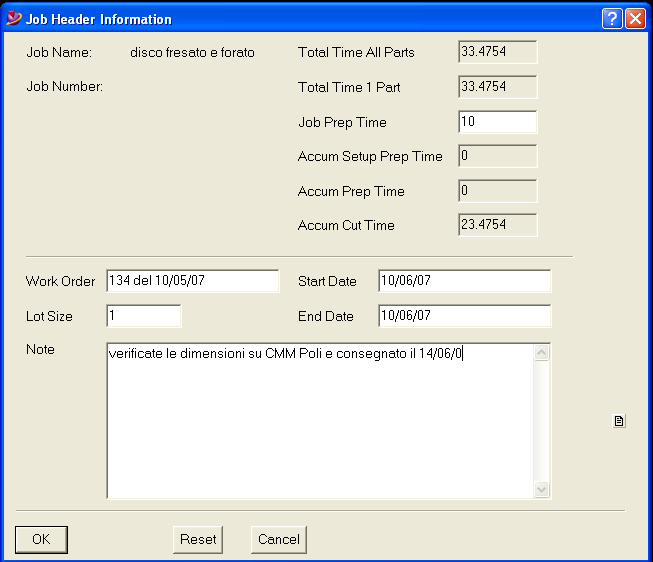 Job Header Information
Job Name: disco fresato e forato Total Time All Parts 33.4754
Job Number: Total Time 1 Part 33.4754
Job Prep Time 10
Accum Setup Prep Time 0
Accum Prep Time 0
Accum Cut Time 23.4754
Work Order 134 del 10/05/07 Start Date 10/06/07
Lot Size 1 End Date 10/06/07
Note verificate le dimensioni su CMM Poli e consegnato il 14/06/0
OK Reset Cancel